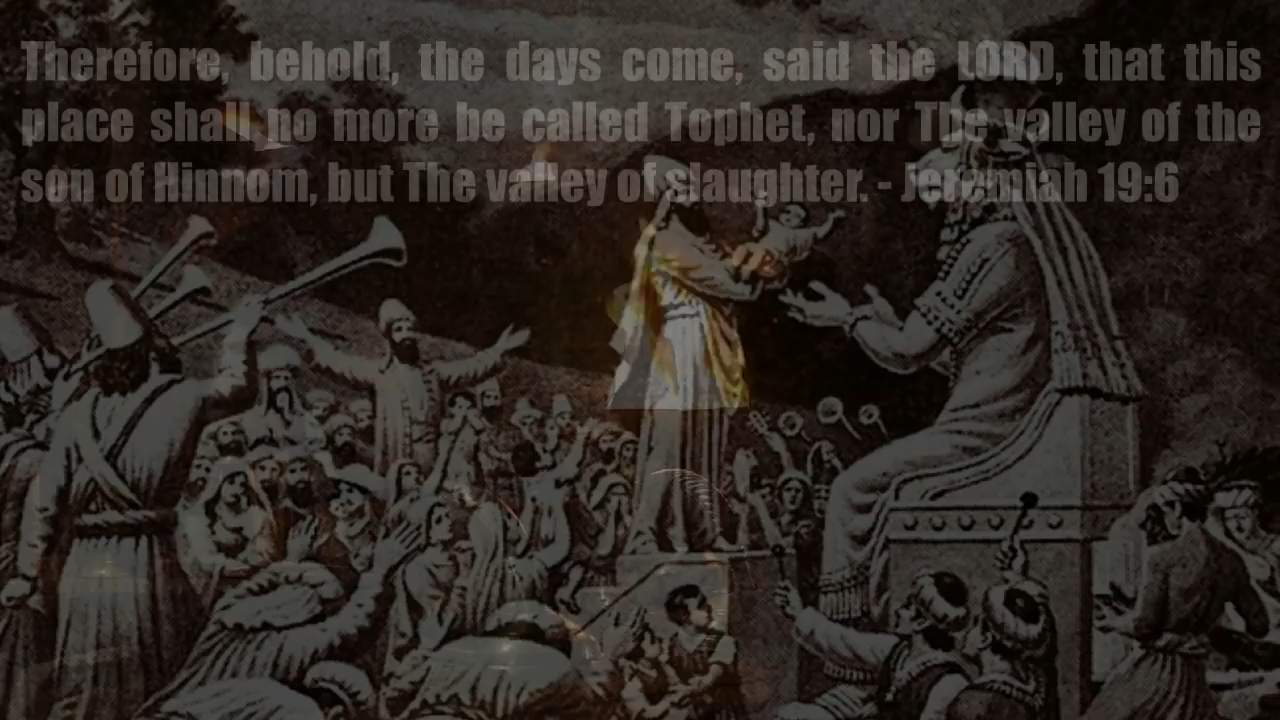 Therefore, behold, the days come, said the LORD, that this
place shall no more be called Tophet, nor The valley of the
son of Hinnom, but The valley of slaughter. - Jeremiah 19:6